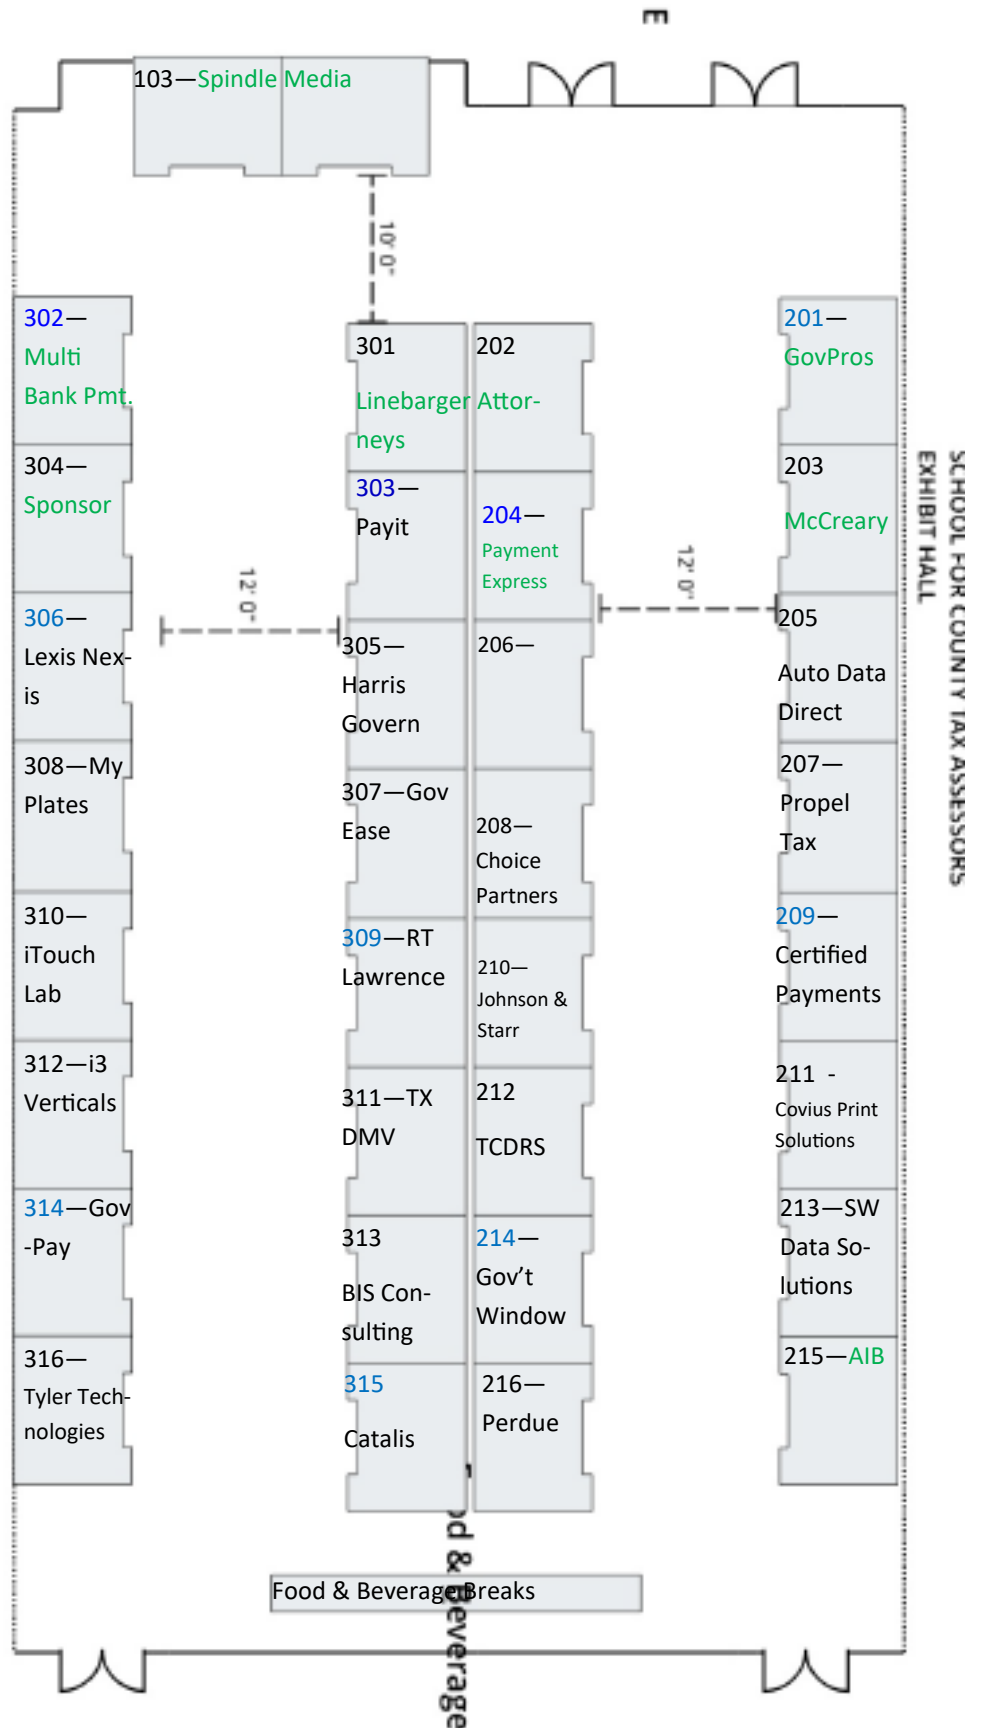 E
103—Spindle Media
10' 0"
302—
Multi
Bank Pmt.
304—
Sponsor
306—
Lexis Nex-
is
308—My
Plates
310—
iTouch
Lab
312—i3
Verticals
314—Gov
-Pay
316—
Tyler Tech-
nologies
12' 0"
301
202
Linebarger Attor-
neys
303—
Payit
305—
Harris
Govern
307—Gov
Ease
309—RT
Lawrence
311—TX
DMV
313
BIS Con-
sulting
315
Catalis
204—
Payment
Express
206—
208—
Choice
Partners
210—
Johnson &
Starr
212
TCDRS
214—
Gov’t
Window
216—
Perdue
12' 0"
201—
GovPros
203
McCreary
205
Auto Data
Direct
207—
Propel
Tax
209—
Certified
Payments
211 -
Covius Print
Solutions
213—SW
Data So-
lutions
215—AIB
SCHOOL FOR COUNTY TAX ASSESSORS
EXHIBIT HALL
Food & Beverage Breaks
& Beverage